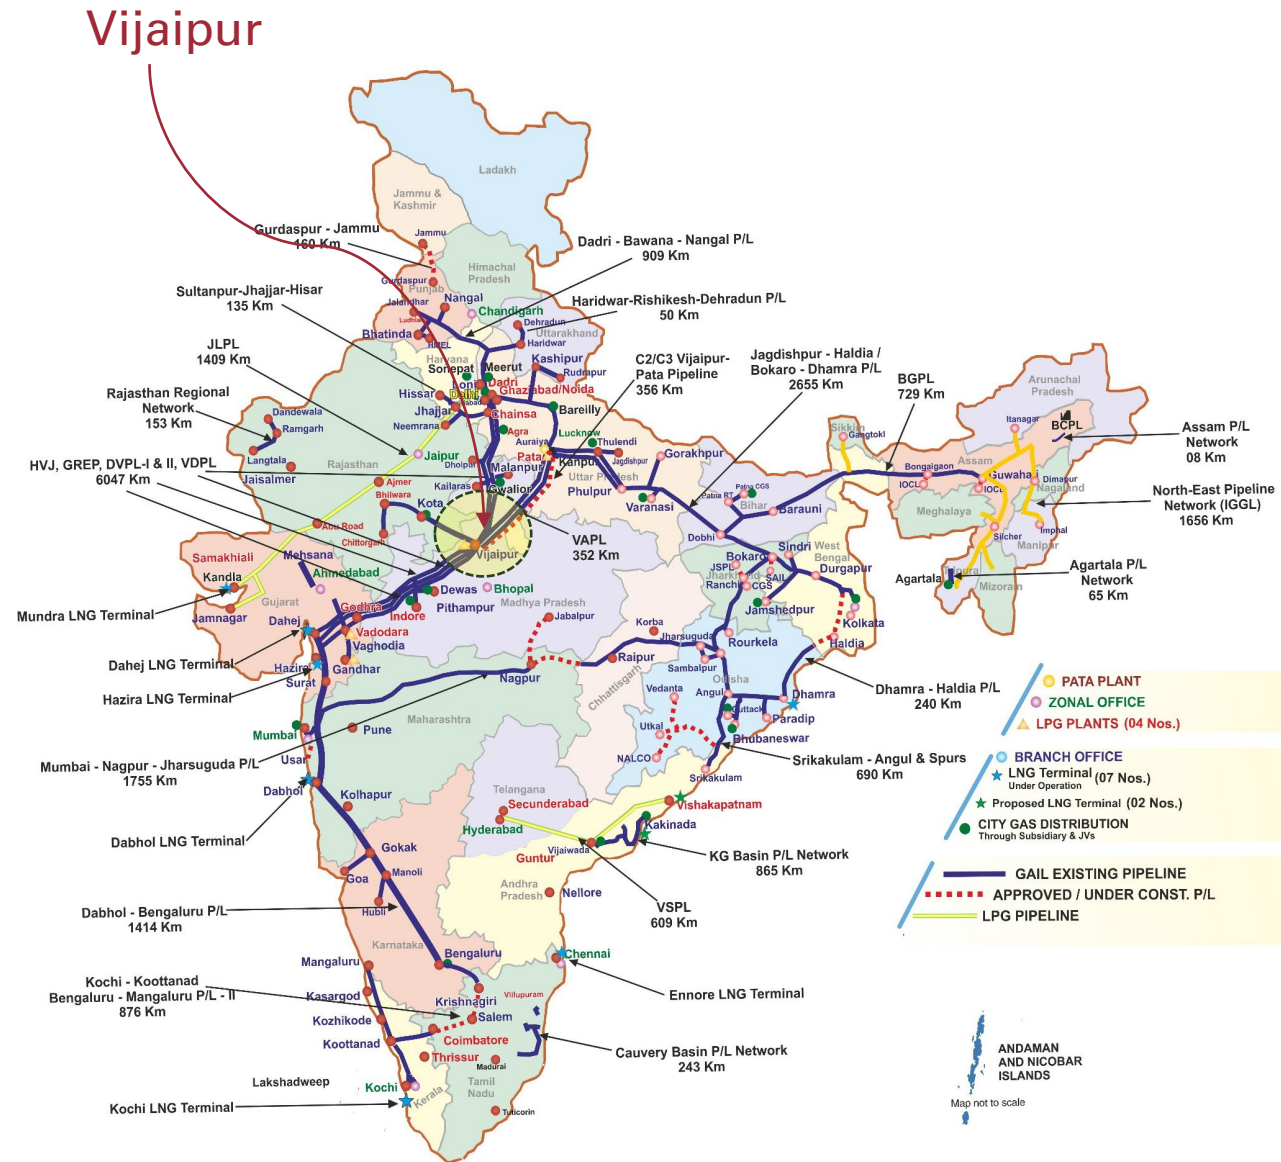 Vijaipur
Ladakh
Jammu &
Kashmir
Gurdaspur - Jammu
160 Km
Jammu
Dadri - Bawana - Nangal P/L
909 Km
Himachal
Pradesh
Gurdaspur
Punjab
Sultanpur-Jhajjar-Hisar
135 Km
Jalandhar
Nangal
Chandigarh
Haridwar-Rishikesh-Dehradun P/L
50 Km
Dehradun
Uttarakhand
Haridwar
Bhatinda
HMEL
JLPL
1409 Km
Haryana
Sonepat
Meerut
Kashipur
Rudrapur
C2/C3 Vijaipur-
Pata Pipeline
356 Km
Jagdishpur - Haldia /
Bokaro - Dhamra P/L
2655 Km
BGPL
729 Km
Arunachal
Pradesh
Rajasthan Regional
Network
153 Km
Hissar
Loni
Dadri
Delhi
Ghaziabad/Noida
Jhajjar
Chainsa
Bareilly
Neemrana
Dandewala
Ramgarh
Agra
Lucknow
Thulendi
Sikkim
Gangtokl
Itanagar
BCPL
Assam P/L
Network
08 Km
HVJ, GREP, DVPL-I & II, VDPL
6047 Km
Langtala
Jaisalmer
Rajasthan
Jaipur
Dholpur
Auraiya
Pata
Kanpur
Jagdishpur
Gorakhpur
Malanpur
Uttar Pradesh
Bongaigaon
Assam
Guwahati
IOCL
IOCL
Dimapur
Nagaland
Ajmer
Bhilwara
Kailaras
Gwalior
Phulpur
Varanasi
Patna RT
Patna CGS
Bihar
Barauni
Meghalaya
North-East Pipeline
Network (IGGL)
1656 Km
Kota
Abu Road
Chittorgarh
Vijaipur
VAPL
352 Km
Dobhi
Silcher
Imphal
Manipur
Samakhiali
Mehsana
Ahmedabad
Kandla
Mundra LNG Terminal
Jamnagar
Gujarat
Dahej
Godhra
Dewas
Bhopal
Pithampur
Indore
Madhya Pradesh
Jabalpur
Bokaro
Sindri
West
Bengal
JSPL
Jharkhand
Ranchi
SAIL
CGS
Durgapur
Jamshedpur
Kolkata
Haldia
Agartala
Tripura
Mizoram
Agartala P/L
Network
65 Km
Vadodara
Vaghodia
Dahej LNG Terminal
Hazira
Gandhar
Surat
Hazira LNG Terminal
Korba
Jharsuguda
Rourkela
Raipur
Sambalpur
Nagpur
Chhattisgarh
Odisha
Vedanta
Angul
Dhamra
Cuttack
Paradip
Dhamra - Haldia P/L
240 Km
Maharashtra
Mumbai
Pune
Usar
Utkal
NALCO
Bhubaneswar
Srikakulam
Srikakulam - Angul & Spurs
690 Km
Mumbai - Nagpur - Jharsuguda P/L
1755 Km
Dabhol
Kolhapur
Dabhol LNG Terminal
Telangana
Secunderabad
Hyderabad
Vishakapatnam
Kakinada
Vijaiwada
Guntur
KG Basin P/L Network
865 Km
Gokak
Goa
Manoli
Hubli
Andhra
Pradesh
Nellore
VSPL
609 Km
Dabhol - Bengaluru P/L
1414 Km
Karnataka
Mangaluru
Bengaluru
Chennai
Ennore LNG Terminal
Kochi - Koottanad
Bengaluru - Mangaluru P/L - II
876 Km
Kasargod
Krishnagiri
Villupuram
Kozhikode
Salem
Koottanad
Coimbatore
Thrissur
Madurai
Cauvery Basin P/L Network
243 Km
Lakshadweep
Kochi
Kerala
Tamil
Nadu
Kochi LNG Terminal
Tuticorin
PATA PLANT
ZONAL OFFICE
LPG PLANTS (04 Nos.)
BRANCH OFFICE
LNG Terminal (07 Nos.)
Under Operation
Proposed LNG Terminal (02 Nos.)
CITY GAS DISTRIBUTION
Through Subsidiary & JVs
GAIL EXISTING PIPELINE
APPROVED / UNDER CONST. P/L
LPG PIPELINE
ANDAMAN
AND NICOBAR
ISLANDS
Map not to scale